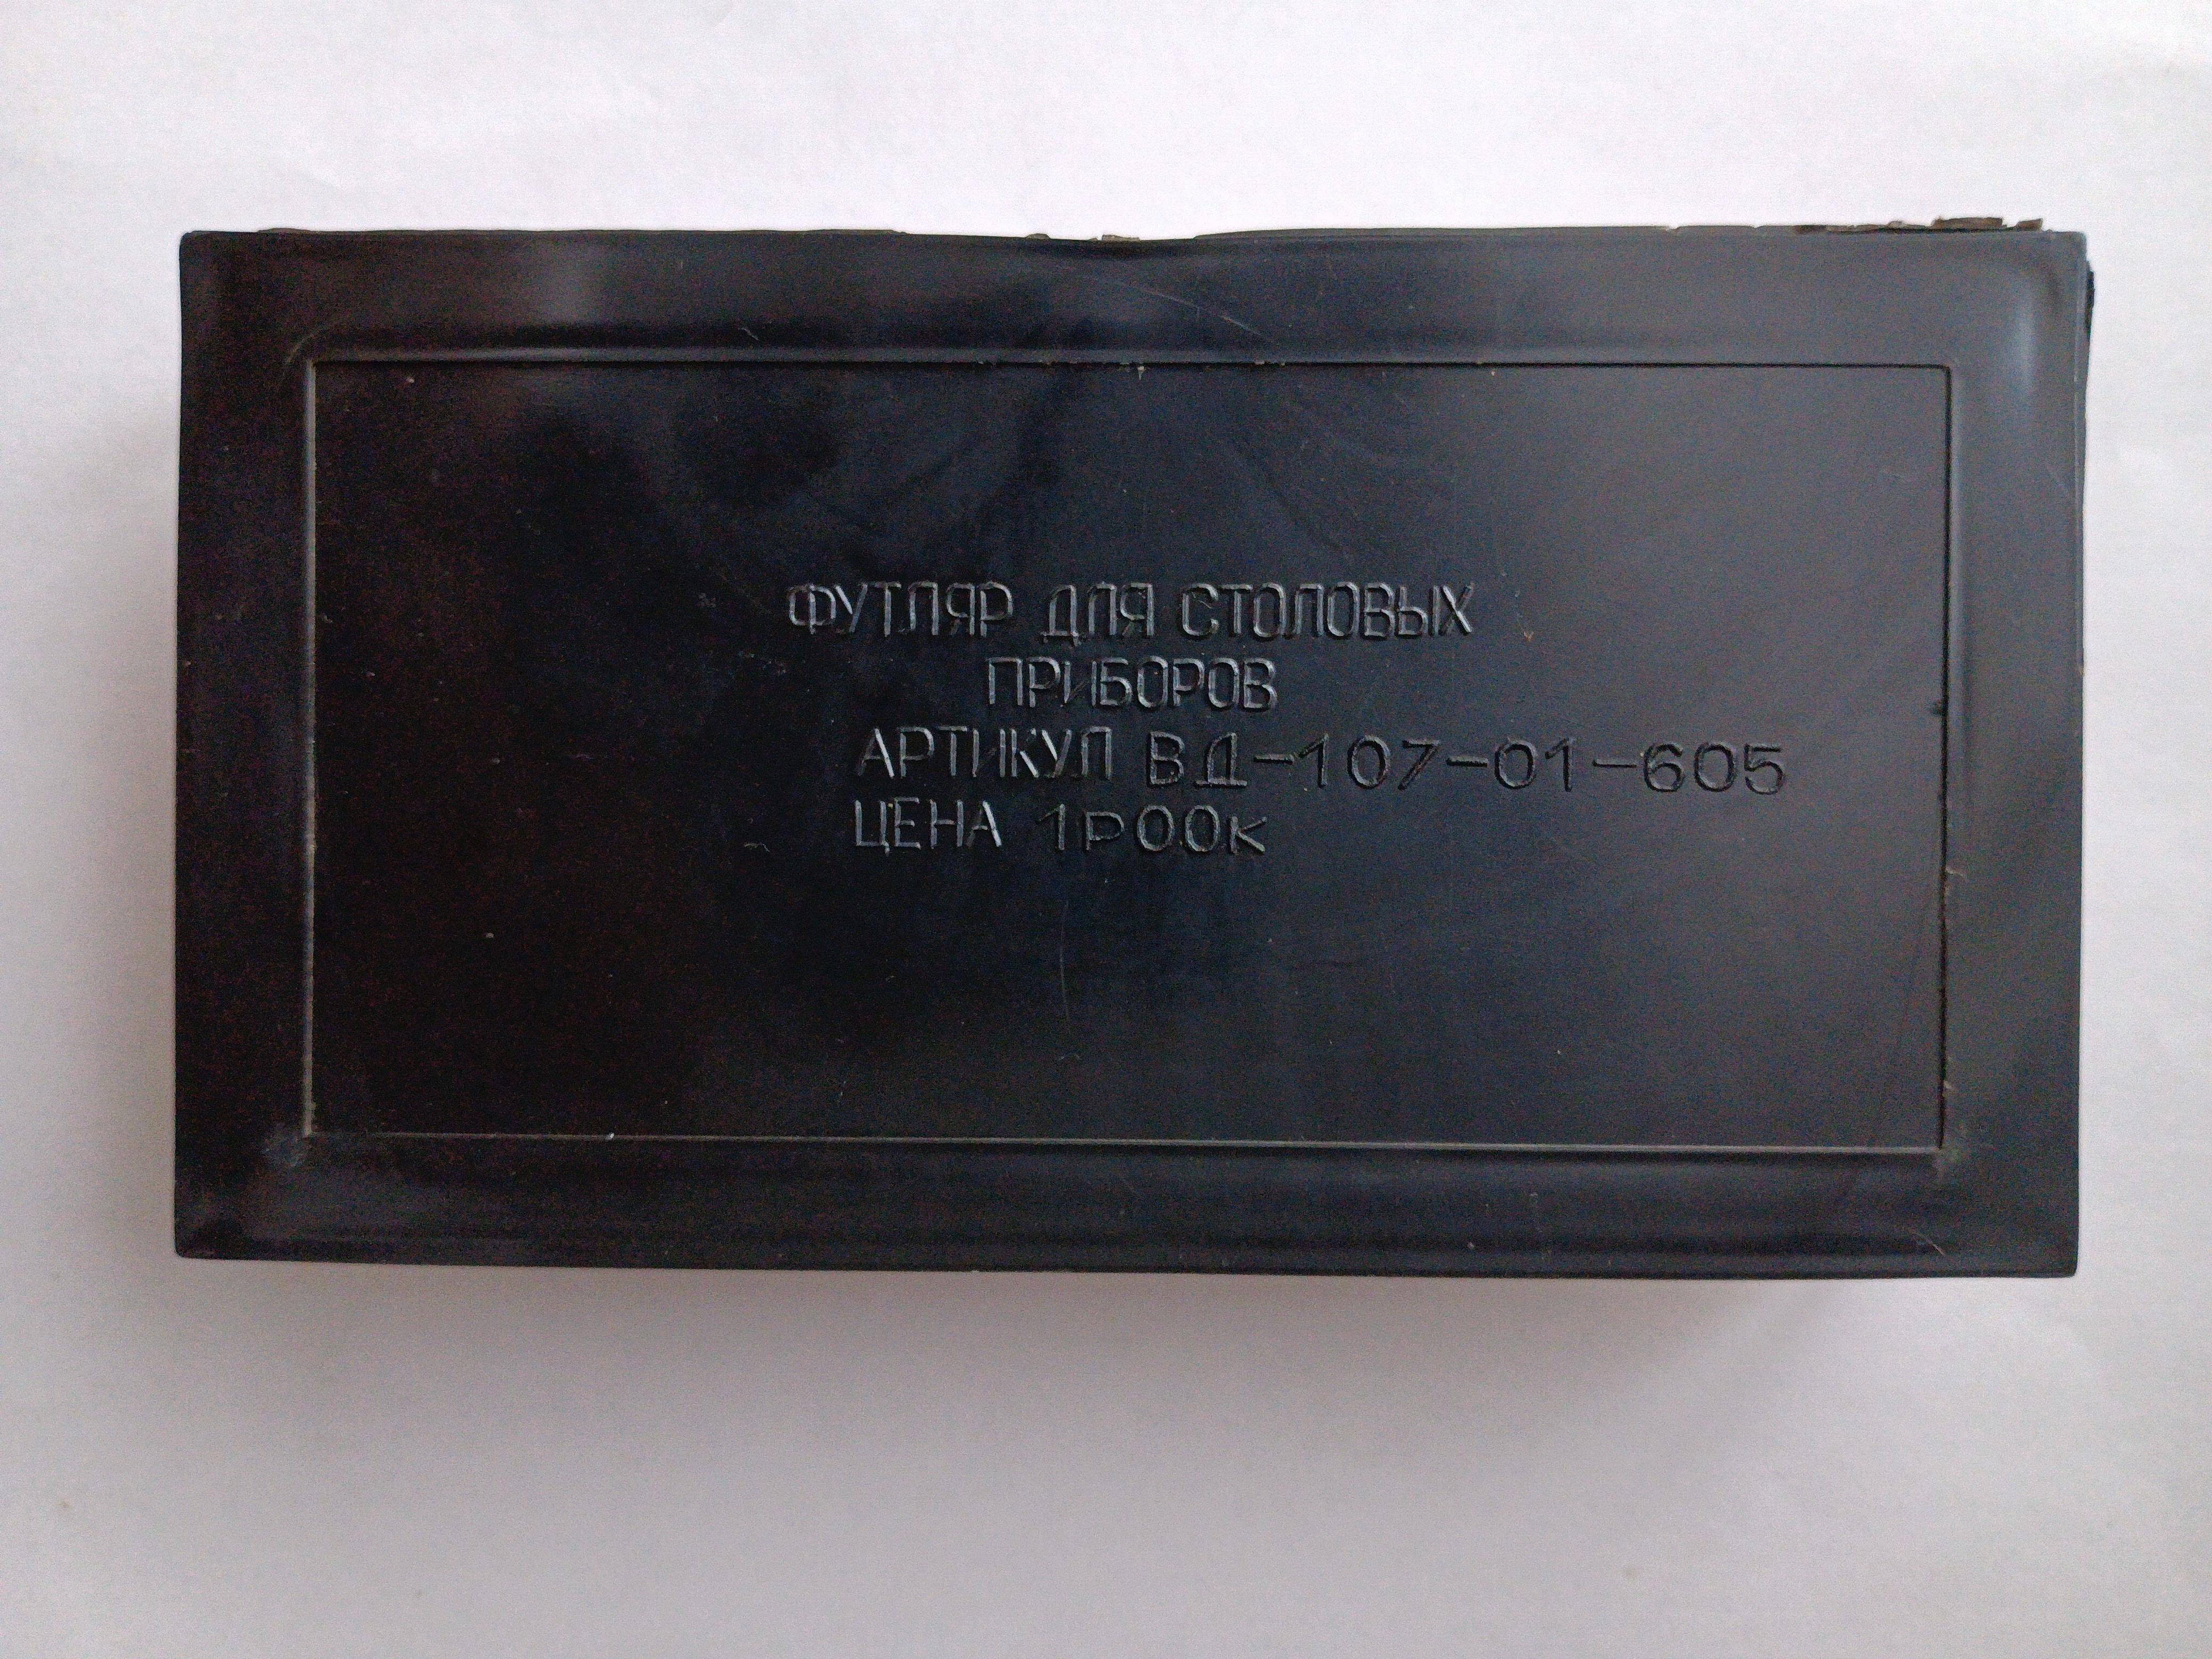 ФУТЛЯР ДЛЯ СТОЛОВЫХ
ПРИБОРОВ
АРТИКУЛ ВД-107-01-605
ЦЕНА 1Р00к